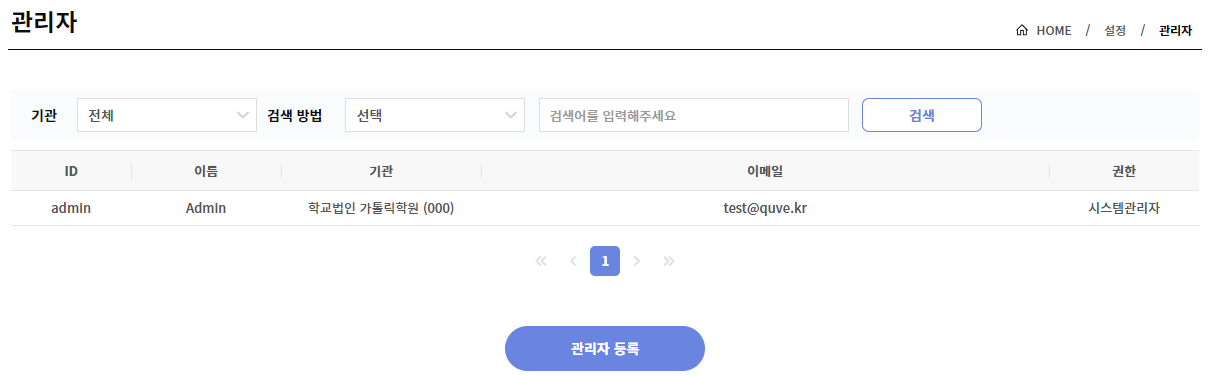 관리자
HOME / 설정 / 관리자
기관 전체 검색 방법 선택 검색어를 입력해주세요 검색
ID 이름 기관 이메일 권한
admin Admin 학교법인 가톨릭학원 (000) test@quve.kr 시스템관리자
1
관리자 등록